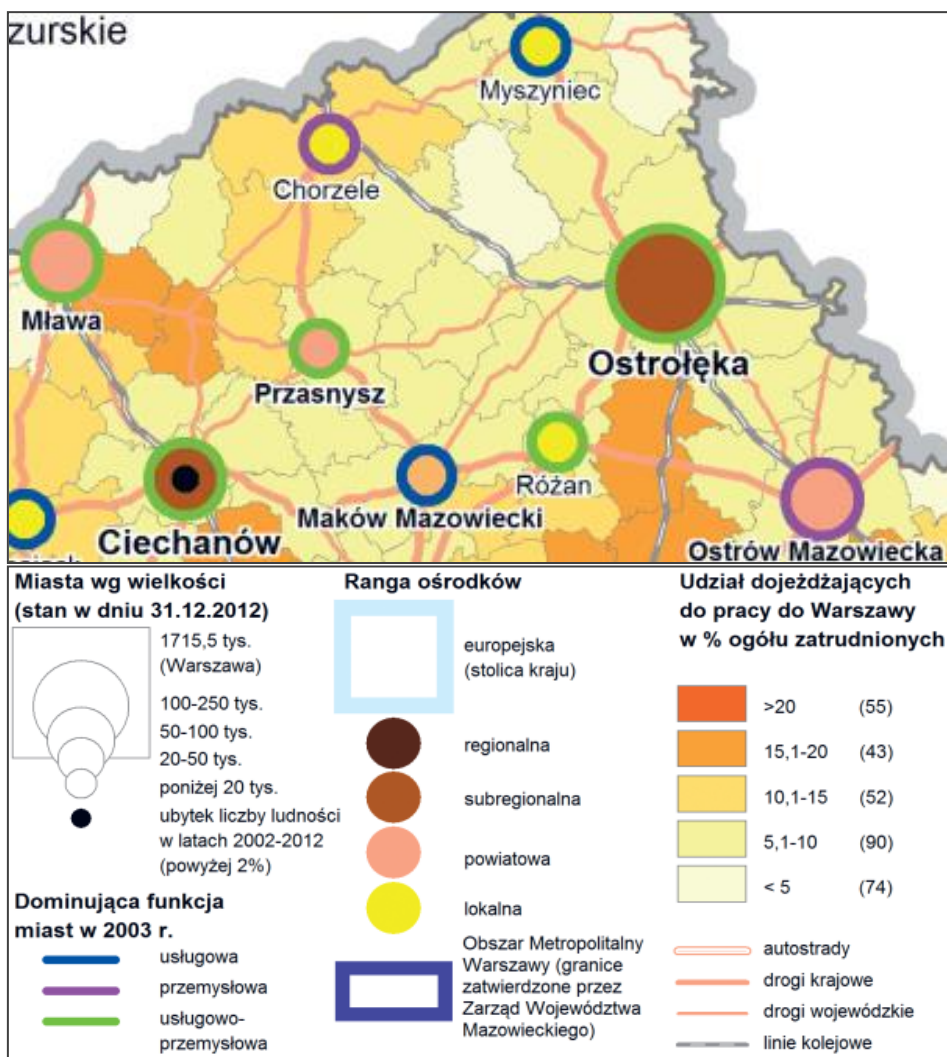 zurskie
Myszyniec
Chorzele
Mława
Ostrołęka
Przasnysz
Różan
Maków Mazowiecki
Ciechanów
Ostrów Mazowiecka
Miasta wg wielkości
(stan w dniu 31.12.2012)
1715,5 tys.
(Warszawa)
100-250 tys.
50-100 tys.
20-50 tys.
poniżej 20 tys.
ubytek liczby ludności
w latach 2002-2012
(powyżej 2%)
Dominująca funkcja
miast w 2003 r.
usługowa
przemysłowa
usługowo-
przemysłowa
Ranga ośrodków
europejska
(stolica kraju)
regionalna
subregionalna
powiatowa
lokalna
Obszar Metropolitalny
Warszawy (granice
zatwierdzone przez
Zarząd Województwa
Mazowieckiego)
Udział dojeżdżających
do pracy do Warszawy
w % ogółu zatrudnionych
>20 (55)
15,1-20 (43)
10,1-15 (52)
5,1-10 (90)
< 5 (74)
autostrady
drogi krajowe
drogi wojewódzkie
linie kolejowe